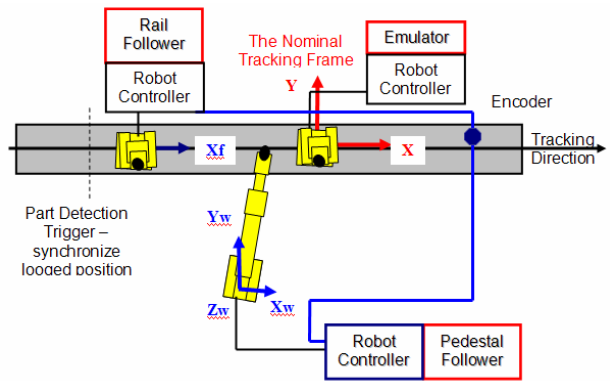 Rail
Follower
Robot
Controller
The Nominal
Tracking Frame
Emulator
Robot
Controller
Y
Encoder
Xf
X
Tracking
Direction
Part Detection
Trigger –
synchronize
logged position
Yw
Xw
Zw
Robot
Controller
Pedestal
Follower